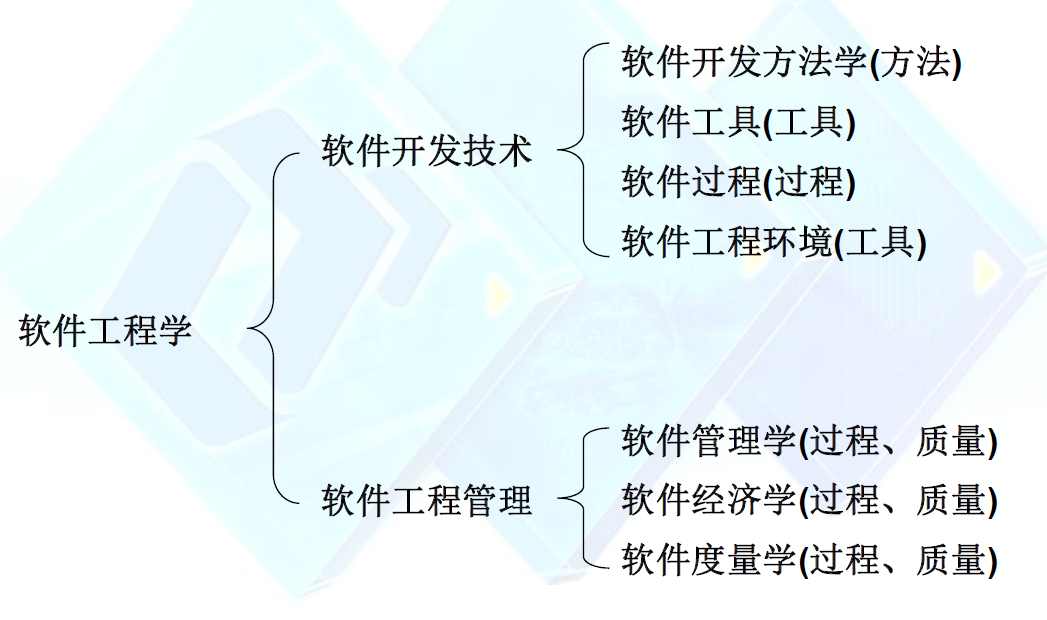 软件工程学
软件开发技术
软件开发方法学(方法)
软件工具(工具)
软件过程(过程)
软件工程环境(工具)
软件工程管理
软件管理学(过程、质量)
软件经济学(过程、质量)
软件度量学(过程、质量)